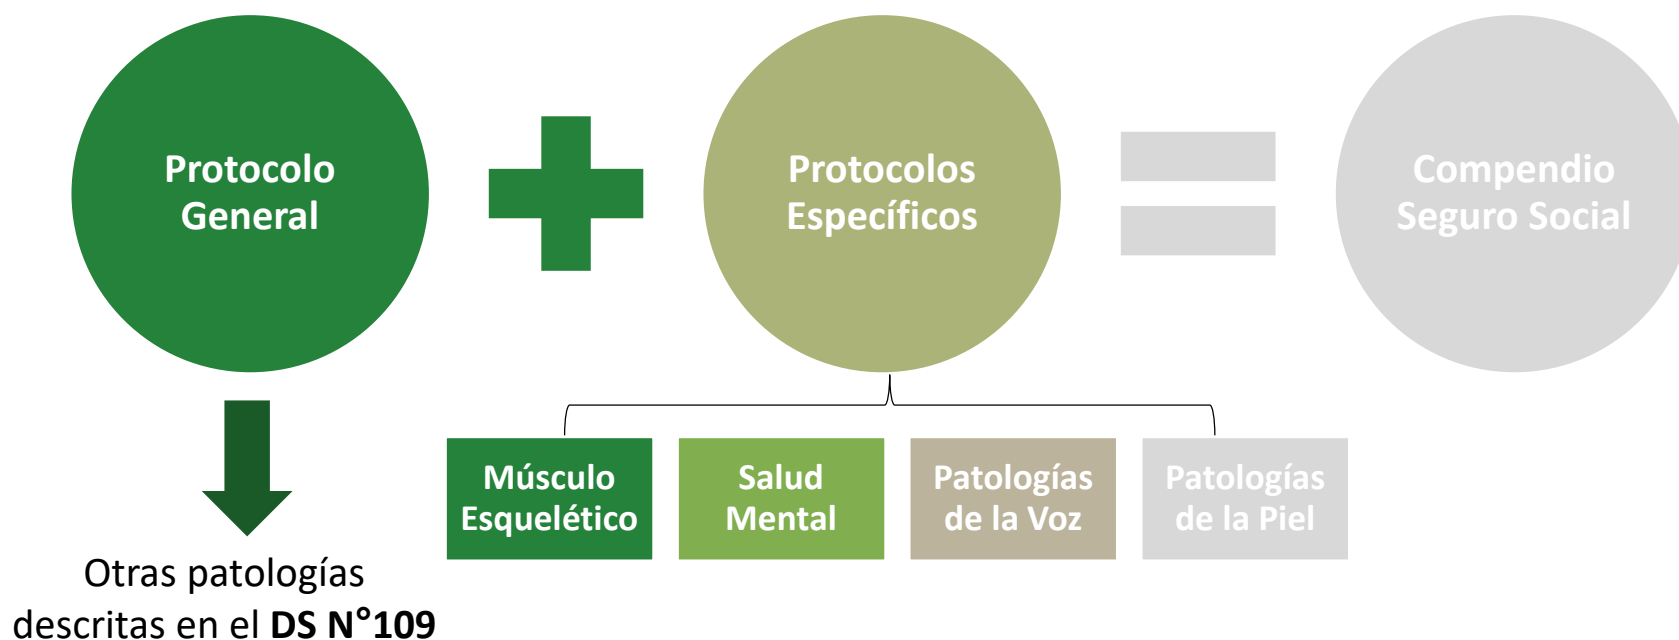 Protocolo
General
Protocolos
Específicos
Compendio
Seguro Social
Músculo
Esquelético
Salud
Mental
Patologías
de la Voz
Patologías
de la Piel
Otras patologías
descritas en el DS N°109